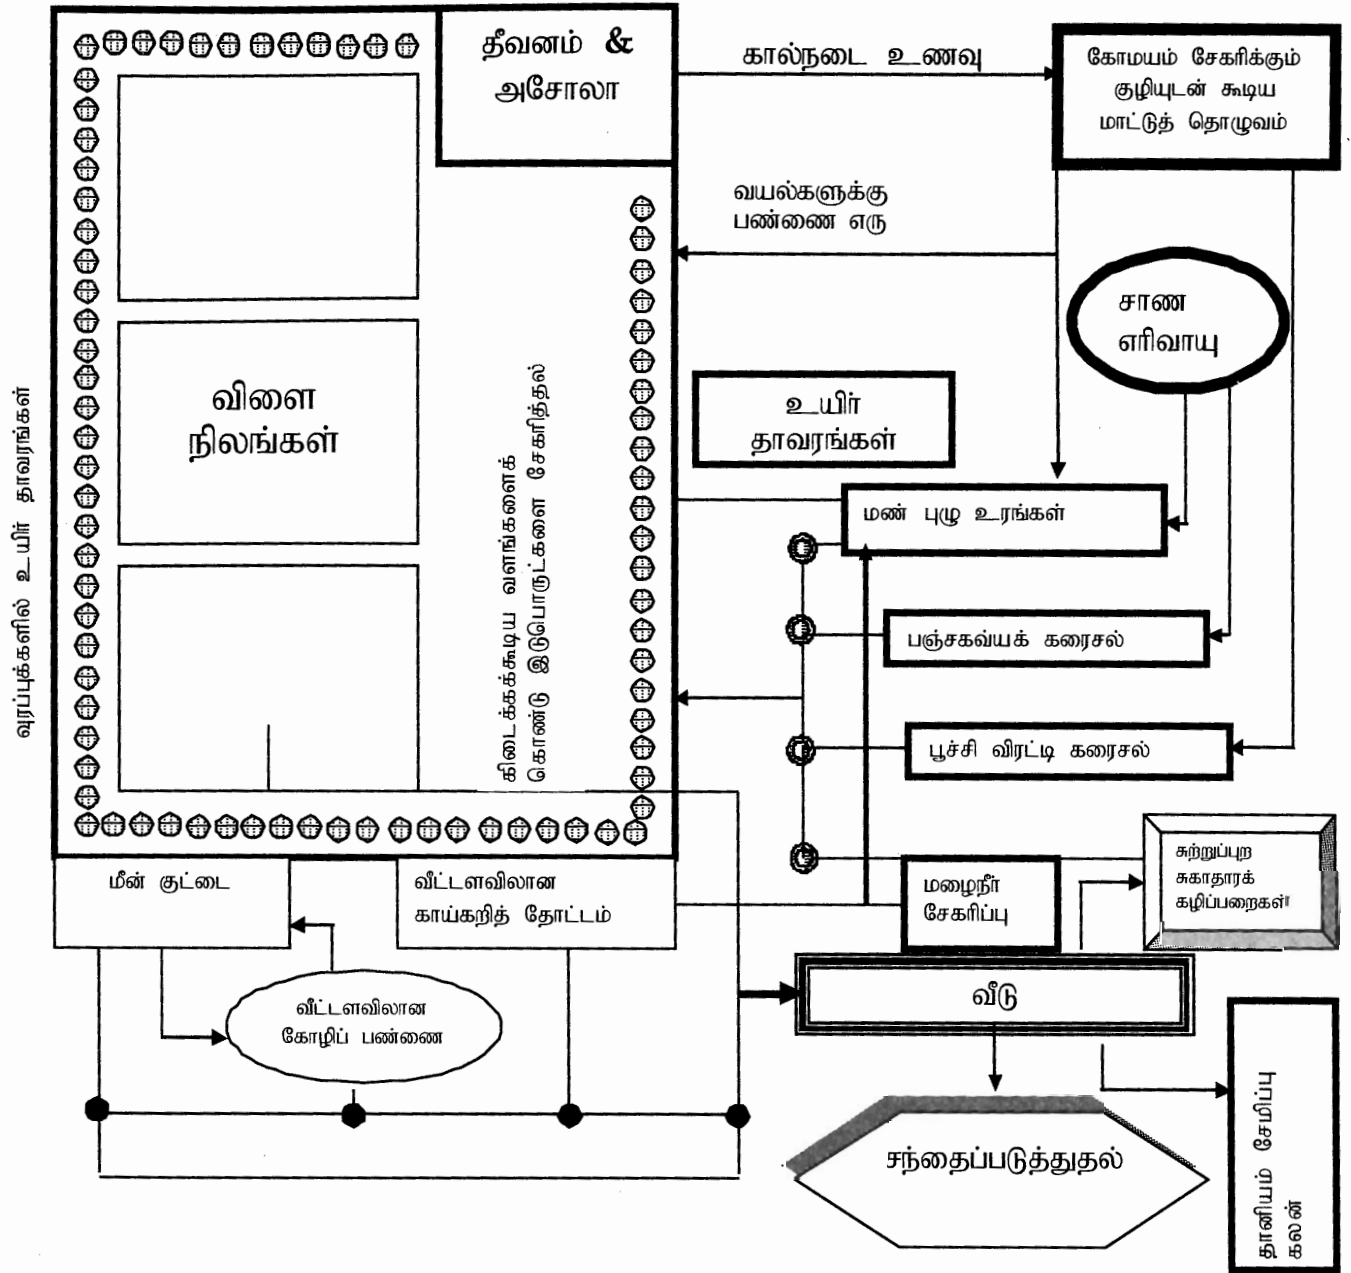 தீவனம் &
அசோலா
கால்நடை உணவு
கோமயம் சேகரிக்கும்
குழியுடன் கூடிய
மாட்டுத் தொழுவம்
வயல்களுக்கு
பண்ணை எரு
சாண
எரிவாயு
விளை
நிலங்கள்
உயிர்
தாவரங்கள்
வுரப்புக்களில் உயிர் தாவரங்கள்
கிடைக்கக்கூடிய வளங்களைக்
கொண்டு இடுபொருட்களை சேகரித்தல்
மண் புழு உரங்கள்
பஞ்சகவ்யக் கரைசல்
பூச்சி விரட்டி கரைசல்
மீன் குட்டை
வீட்டளவிலான
காய்கறித் தோட்டம்
மழைநீர்
சேகரிப்பு
சுற்றுப்புற
சுகாதாரக்
கழிப்பறைகள்
வீட்டளவிலான
கோழிப் பண்ணை
வீடு
சந்தைப்படுத்துதல்
தானியம் சேமிப்பு
கலன்